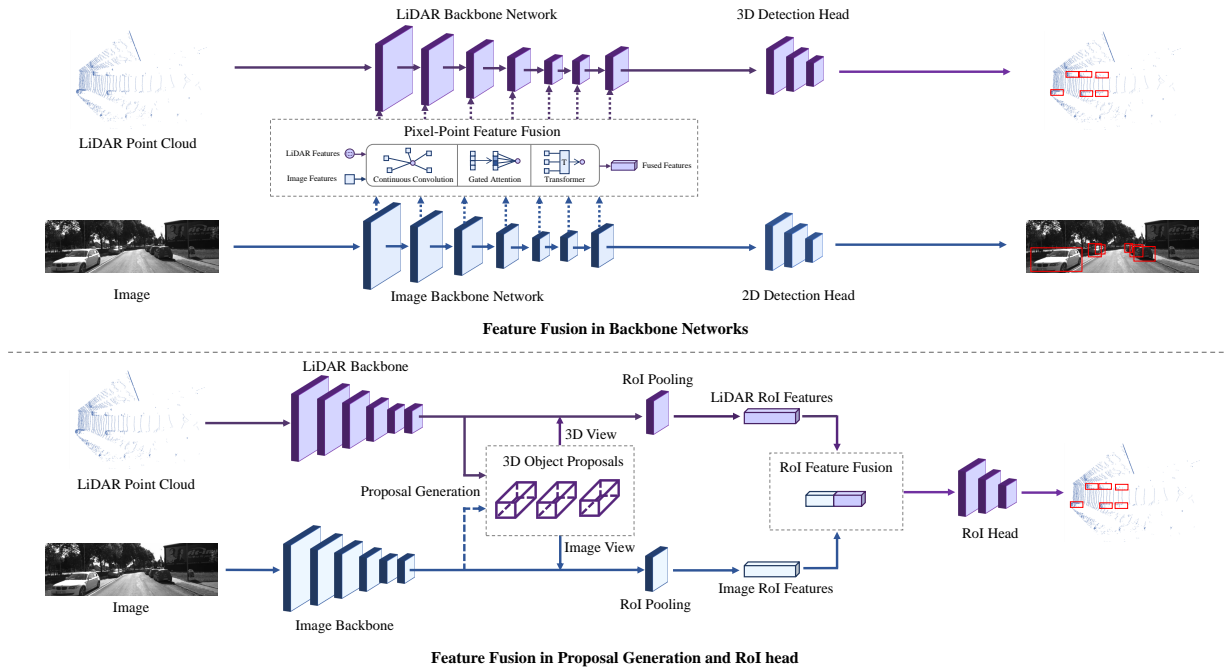 LiDAR Backbone Network
3D Detection Head
LiDAR Point Cloud
Pixel-Point Feature Fusion
LiDAR Features
Image Features
Continuous Convolution
Gated Attention
T
Transformer
Fused Features
Image
Image Backbone Network
2D Detection Head
Feature Fusion in Backbone Networks
LiDAR Backbone
RoI Pooling
LiDAR RoI Features
LiDAR Point Cloud
3D View
3D Object Proposals
Proposal Generation
RoI Feature Fusion
RoI Head
Image View
Image
Image Backbone
RoI Pooling
Image RoI Features
Feature Fusion in Proposal Generation and RoI head